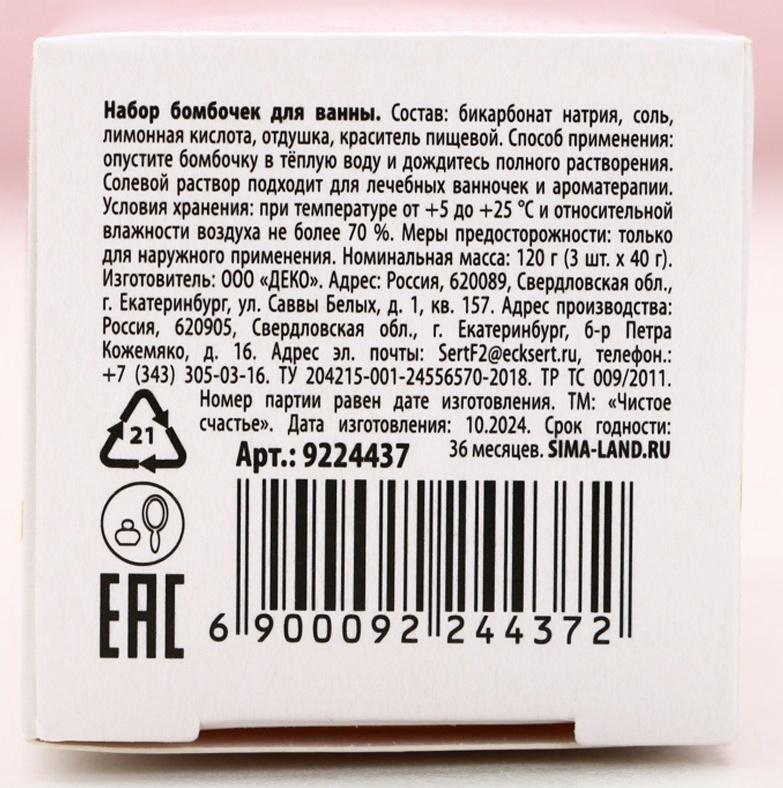 Набор бомбочек для ванны. Состав: бикарбонат натрия, соль,
лимонная кислота, отдушка, краситель пищевой. Способ применения:
опустите бомбочку в тёплую воду и дождитесь полного растворения.
Солевой раствор подходит для лечебных ванночек и ароматерапии.
Условия хранения: при температуре от +5 до +25 °С и относительной
влажности воздуха не более 70 %. Меры предосторожности: только
для наружного применения. Номинальная масса: 120 г (3 шт. х 40 г).
Изготовитель: ООО «ДЕКО». Адрес: Россия, 620089, Свердловская обл.,
г. Екатеринбург, ул. Саввы Белых, д. 1, кв. 157. Адрес производства:
Россия, 620905, Свердловская обл., г. Екатеринбург, б-р Петра
Кожемяко, д. 16. Адрес эл. почты: SertF2@ecksert.ru, телефон.:
+7 (343) 305-03-16. ТУ 204215-001-24556570-2018. ТР ТС 009/2011.
Номер партии равен дате изготовления. ТМ: «Чистое
счастье». Дата изготовления: 10.2024. Срок годности:
36 месяцев. SIMA-LAND.RU
Арт.: 9224437
21
EAC
6 900092 244372